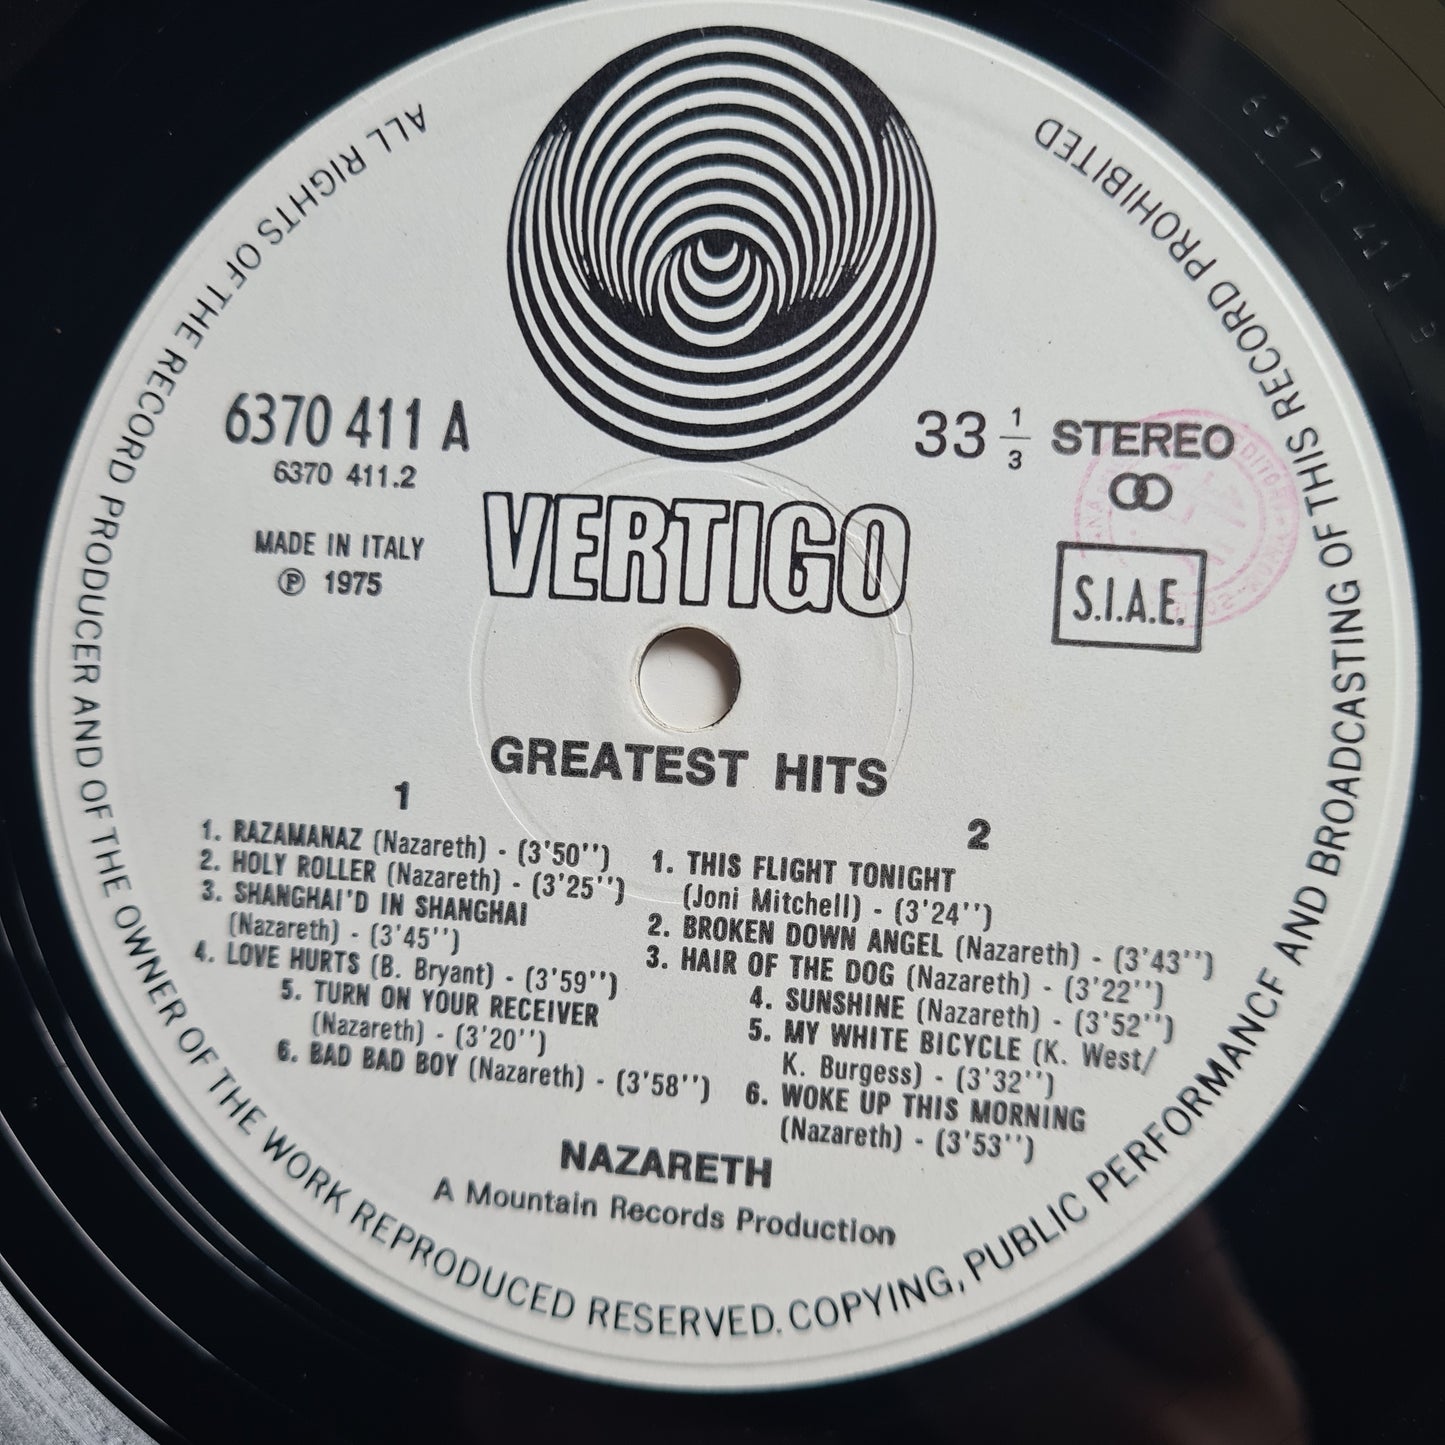 ALL RIGHTS OF THE RECORD PRODUCER AND OF THE OWNER OF THE WORK REPRODUCED RESERVED. COPYING, PUBLIC PERFORMANCE AND BROADCASTING OF THIS RECORD PROHIBITED
6370 411 A
6370 411.2
MADE IN ITALY
℗ 1975
33 1/3 STEREO
S.I.A.E.
VERTIGO
GREATEST HITS
1
1. RAZAMANAZ (Nazareth) - (3'50'')
2. HOLY ROLLER (Nazareth) - (3'25'')
3. SHANGHAI'D IN SHANGHAI
(Nazareth) - (3'45'')
4. LOVE HURTS (B. Bryant) - (3'59'')
5. TURN ON YOUR RECEIVER
(Nazareth) - (3'20'')
6. BAD BAD BOY (Nazareth) - (3'58'')
2
1. THIS FLIGHT TONIGHT
(Joni Mitchell) - (3'24'')
2. BROKEN DOWN ANGEL (Nazareth) - (3'43'')
3. HAIR OF THE DOG (Nazareth) - (3'22'')
4. SUNSHINE (Nazareth) - (3'52'')
5. MY WHITE BICYCLE (K. West/
K. Burgess) - (3'32'')
6. WOKE UP THIS MORNING
(Nazareth) - (3'53'')
NAZARETH
A Mountain Records Production
6370411